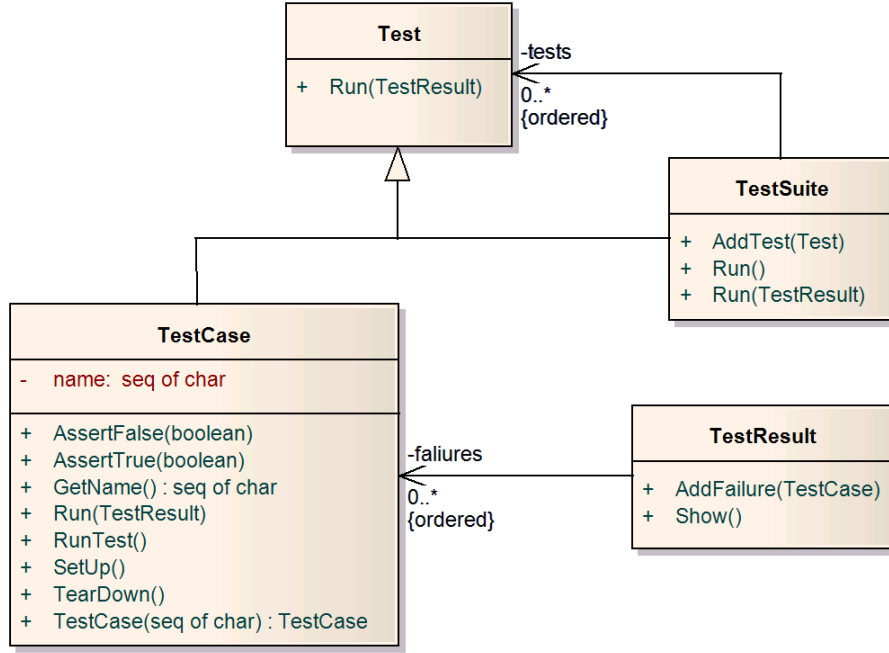 Test
+ Run(TestResult)
-tests
0..*
{ordered}
TestSuite
+ AddTest(Test)
+ Run()
+ Run(TestResult)
TestCase
- name: seq of char
+ AssertFalse(boolean)
+ AssertTrue(boolean)
+ GetName() : seq of char
+ Run(TestResult)
+ RunTest()
+ SetUp()
+ TearDown()
+ TestCase(seq of char) : TestCase
-faliures
0..*
{ordered}
TestResult
+ AddFailure(TestCase)
+ Show()